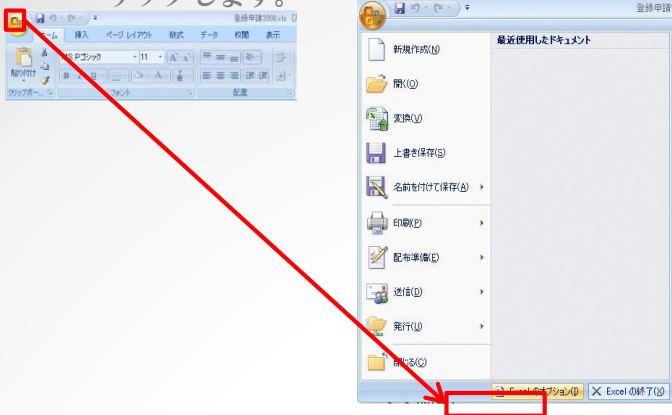 クリックします。
登録申請2008.xls
ホーム 挿入 ページ レイアウト 数式 データ 校閲 表示
MS Pゴシック 11
貼り付け
クリップボー... フォント 配置
登録申請
最近使用したドキュメント
新規作成(N)
開く(O)
変換(V)
上書き保存(S)
名前を付けて保存(A)
印刷(P)
配布準備(E)
送信(D)
発行(U)
閉じる(C)
Excel のオプション(I) X Excel の終了(X)